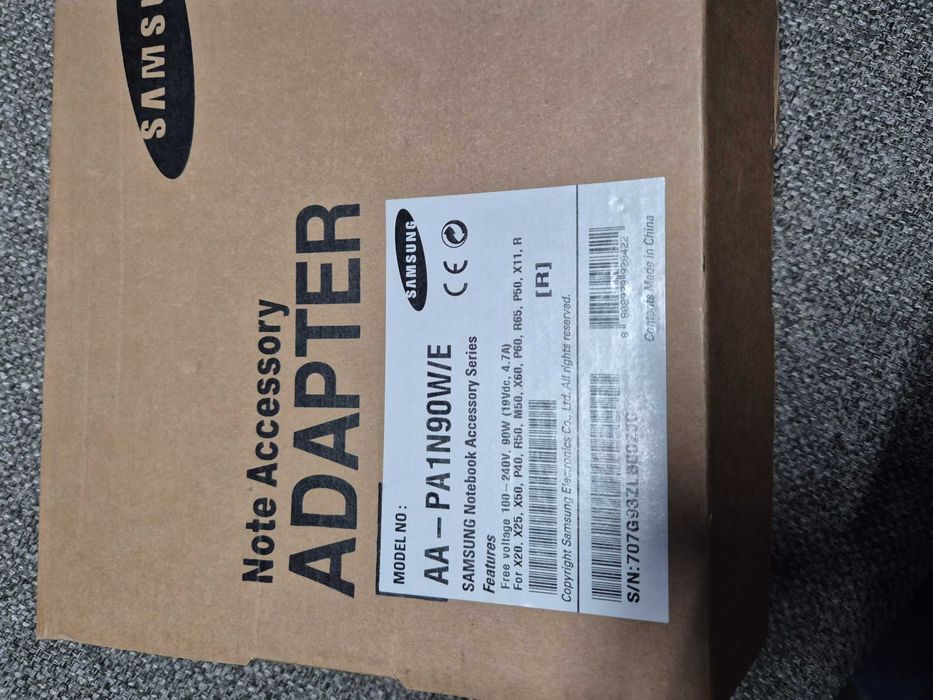 Note Accessory
ADAPTER
MODEL NO :
AA – PA1N90W/E
SAMSUNG
SAMSUNG Notebook Accessory Series
Features
Free voltage 100 – 240V, 90W (19Vdc, 4.7A)
For X20, X25, X50, P40, R50, M50, X60, P60, R65, P50, X11, R
[R]
Copyright Samsung Electronics Co., Ltd. All rights reserved.
Contents Made in China